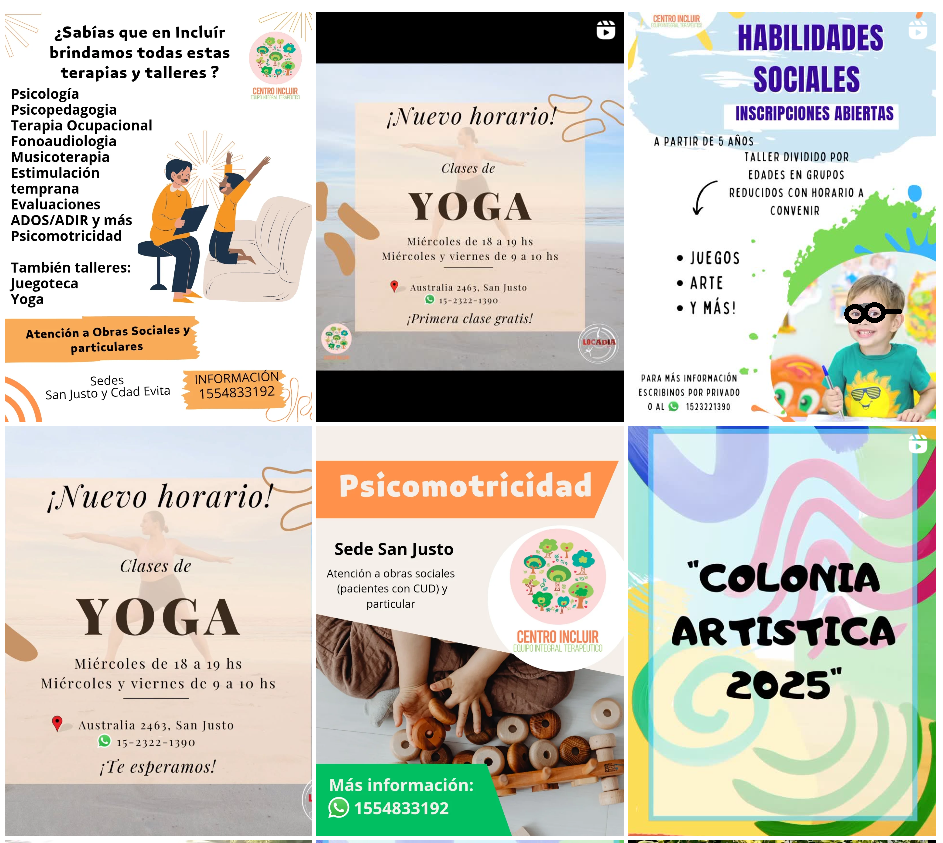 ¿Sabías que en Incluír
brindamos todas estas
terapias y talleres ?
CENTRO INCLUIR
EQUIPO INTEGRAL TERAPEUTICO
Psicología
Psicopedagogia
Terapia Ocupacional
Fonoaudiologia
Musicoterapia
Estimulación
temprana
Evaluaciones
ADOS/ADIR y más
Psicomotricidad
También talleres:
Juegoteca
Yoga
Atención a Obras Sociales y
particulares
Sedes
San Justo y Cdad Evita
INFORMACIÓN
1554833192
¡Nuevo horario!
Clases de
YOGA
Miércoles de 18 a 19 hs
Miércoles y viernes de 9 a 10 hs
Australia 2463, San Justo
15-2322-1390
¡Primera clase gratis!
CENTRO INCLUIR
HABILIDADES
SOCIALES
INSCRIPCIONES ABIERTAS
A PARTIR DE 5 AÑOS
TALLER DIVIDIDO POR
EDADES EN GRUPOS
REDUCIDOS CON HORARIO A
CONVENIR
• JUEGOS
• ARTE
• Y MÁS!
PARA MÁS INFORMACIÓN
ESCRIBINOS POR PRIVADO
O AL 1523221390
¡Nuevo horario!
Clases de
YOGA
Miércoles de 18 a 19 hs
Miércoles y viernes de 9 a 10 hs
Australia 2463, San Justo
15-2322-1390
¡Te esperamos!
Psicomotricidad
Sede San Justo
Atención a obras sociales
(pacientes con CUD) y
particular
CENTRO INCLUIR
EQUIPO INTEGRAL TERAPEUTICO
Más información:
1554833192
"COLONIA
ARTISTICA
2025"